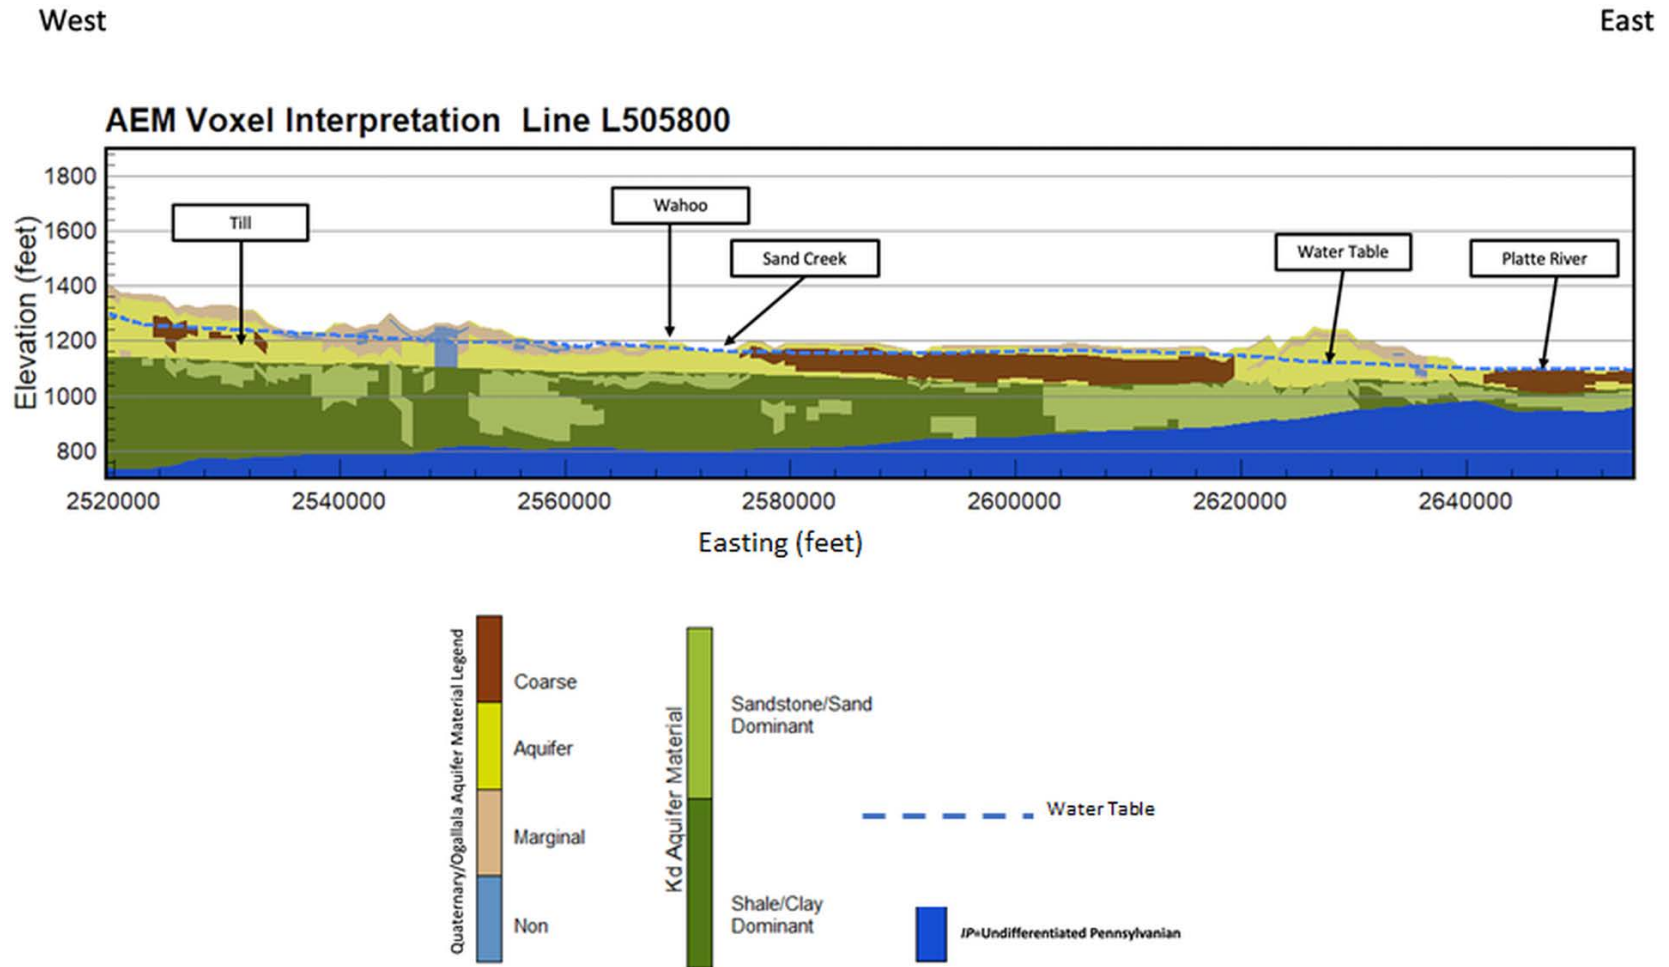 West
East
AEM Voxel Interpretation Line L505800
Elevation (feet)
1800
1600
1400
1200
1000
800
Till
Wahoo
Sand Creek
Water Table
Platte River
2520000
2540000
2560000
2580000
2600000
2620000
2640000
Easting (feet)
Quaternary/Ogallala Aquifer Material Legend
Coarse
Aquifer
Marginal
Non
Kd Aquifer Material
Sandstone/Sand
Dominant
Shale/Clay
Dominant
Water Table
IP=Undifferentiated Pennsylvanian